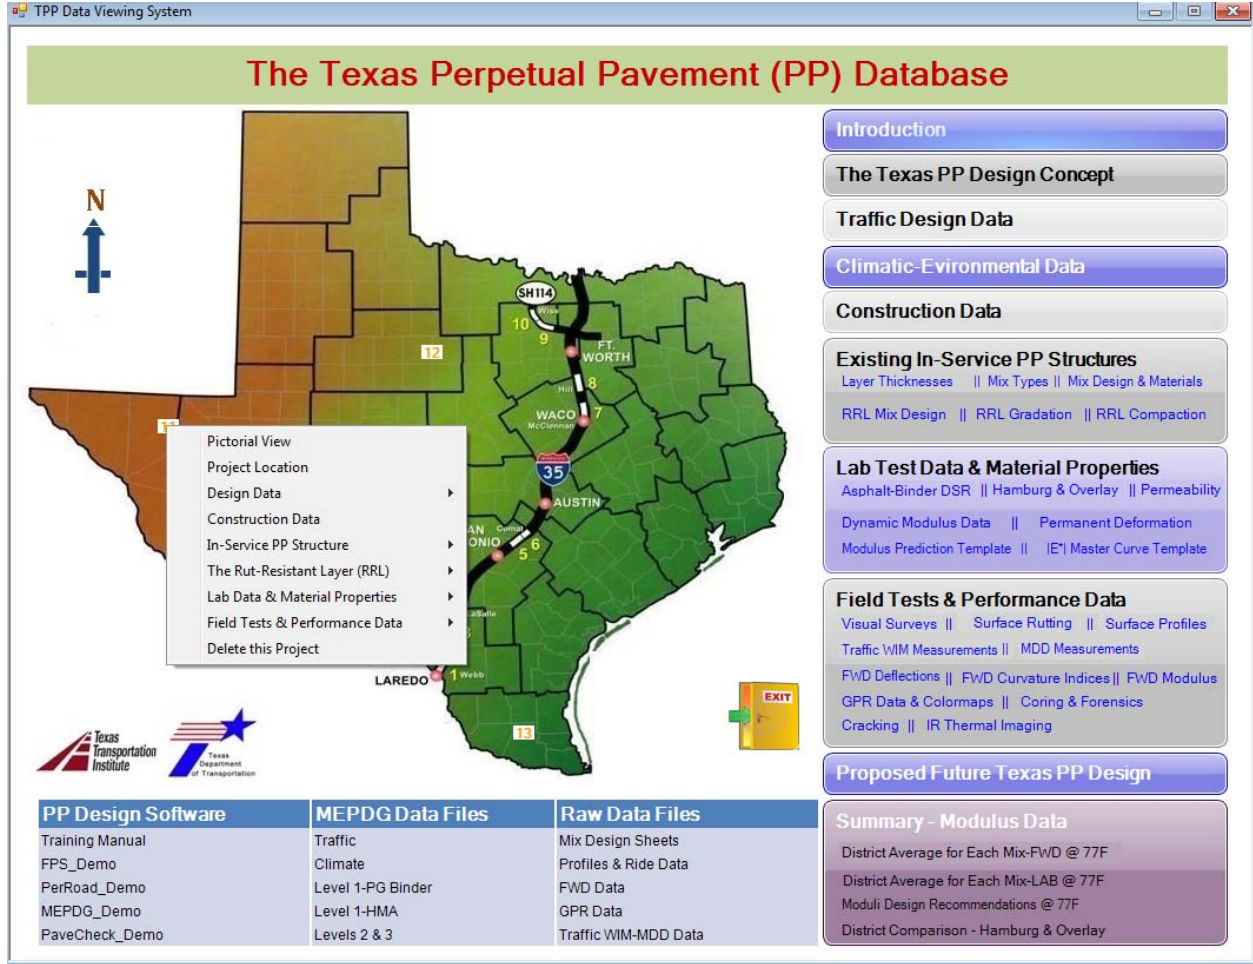 TPP Data Viewing System
The Texas Perpetual Pavement (PP) Database
N
SH114
Wise
10
9
FT.
WORTH
12
Hill
8
WACO
McClennan
7
11
35
AUSTIN
AN
Comal
ONIO
5
6
LaSalle
3
LAREDO
1
Webb
13
Pictorial View
Project Location
Design Data
Construction Data
In-Service PP Structure
The Rut-Resistant Layer (RRL)
Lab Data & Material Properties
Field Tests & Performance Data
Delete this Project
EXIT
Texas
Transportation
Institute
Texas
Department
of Transportation
Introduction
The Texas PP Design Concept
Traffic Design Data
Climatic-Evironmental Data
Construction Data
Existing In-Service PP Structures
Layer Thicknesses || Mix Types || Mix Design & Materials
RRL Mix Design || RRL Gradation || RRL Compaction
Lab Test Data & Material Properties
Asphalt-Binder DSR || Hamburg & Overlay || Permeability
Dynamic Modulus Data || Permanent Deformation
Modulus Prediction Template || |E*| Master Curve Template
Field Tests & Performance Data
Visual Surveys || Surface Rutting || Surface Profiles
Traffic WIM Measurements || MDD Measurements
FWD Deflections || FWD Curvature Indices || FWD Modulus
GPR Data & Colormaps || Coring & Forensics
Cracking || IR Thermal Imaging
Proposed Future Texas PP Design
Summary - Modulus Data
District Average for Each Mix-FWD @ 77F
District Average for Each Mix-LAB @ 77F
Moduli Design Recommendations @ 77F
District Comparison - Hamburg & Overlay
PP Design Software
Training Manual
FPS_Demo
PerRoad_Demo
MEPDG_Demo
PaveCheck_Demo
MEPDG Data Files
Traffic
Climate
Level 1-PG Binder
Level 1-HMA
Levels 2 & 3
Raw Data Files
Mix Design Sheets
Profiles & Ride Data
FWD Data
GPR Data
Traffic WIM-MDD Data